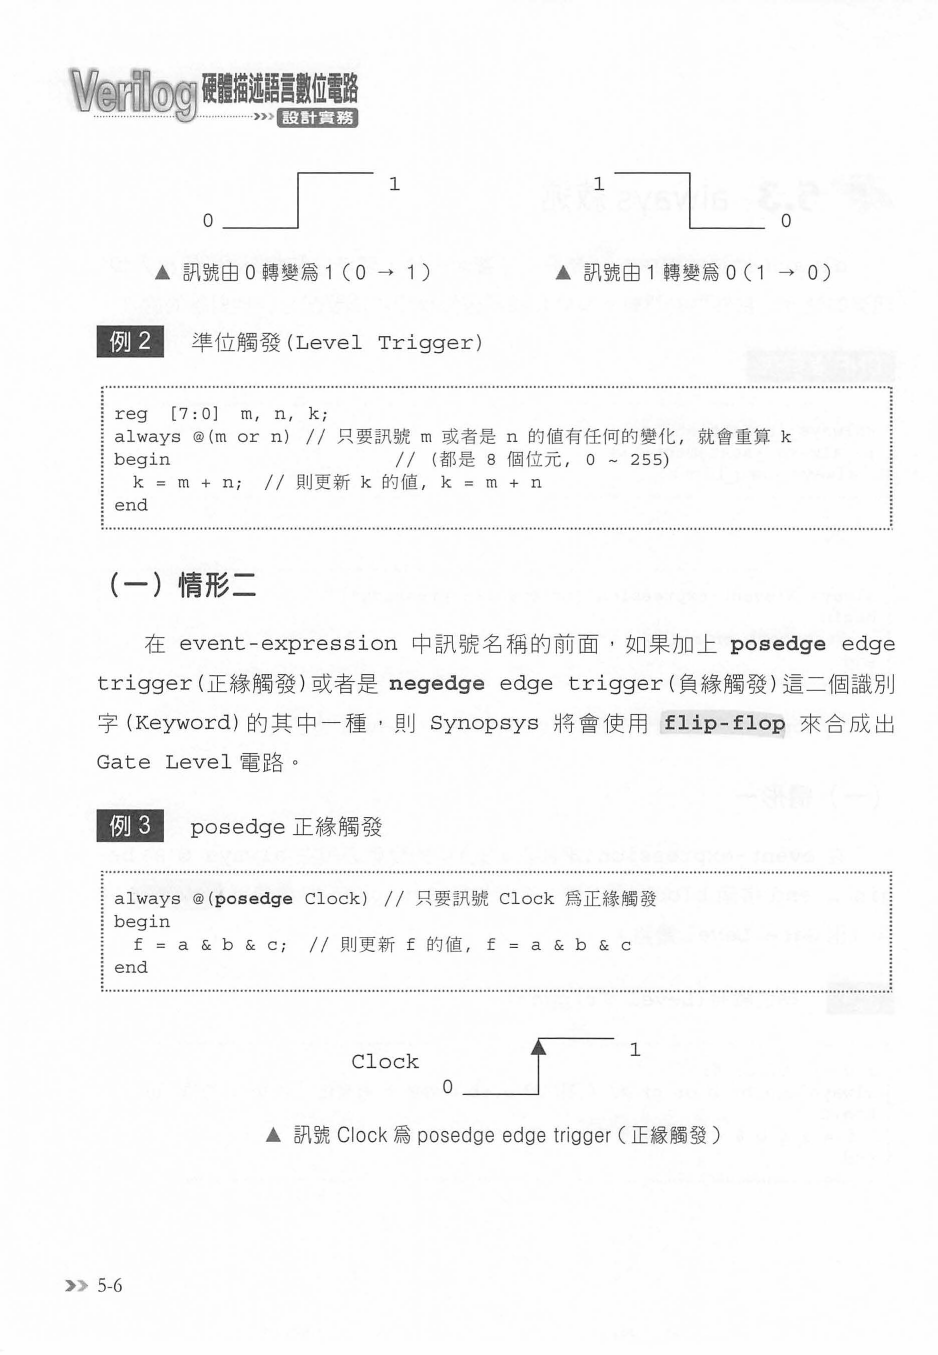 Verilog 硬體描述語言數位電路
>>> 設計實務
1 1
0 0
▲ 訊號由0轉變為1(0 → 1) ▲ 訊號由1轉變為0(1 → 0)
例2 準位觸發(Level Trigger)
reg [7:0] m, n, k;
always @(m or n) // 只要訊號 m 或者是 n 的值有任何的變化, 就會重算 k
begin // (都是 8 個位元, 0 ~ 255)
k = m + n; // 則更新 k 的值, k = m + n
end
(一) 情形二
在 event-expression 中訊號名稱的前面，如果加上 posedge edge
trigger(正緣觸發)或者是 negedge edge trigger(負緣觸發)這二個識別
字(Keyword)的其中一種，則 Synopsys 將會使用 flip-flop 來合成出
Gate Level 電路。
例3 posedge 正緣觸發
always @(posedge Clock) // 只要訊號 Clock 為正緣觸發
begin
f = a & b & c; // 則更新 f 的值, f = a & b & c
end
Clock 1
0
▲ 訊號 Clock 為 posedge edge trigger(正緣觸發)
>> 5-6